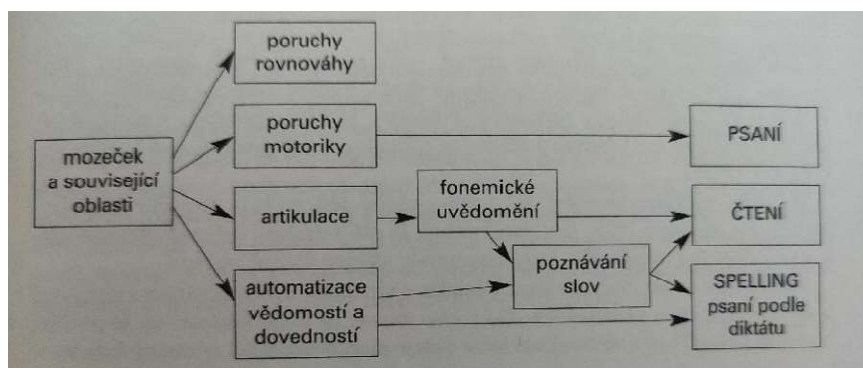 mozeček
a související
oblasti
poruchy
rovnováhy
poruchy
motoriky
artikulace
automatizace
vědomostí a
dovedností
fonemické
uvědomění
poznávání
slov
PSANÍ
ČTENÍ
SPELLING
psaní podle
diktátu